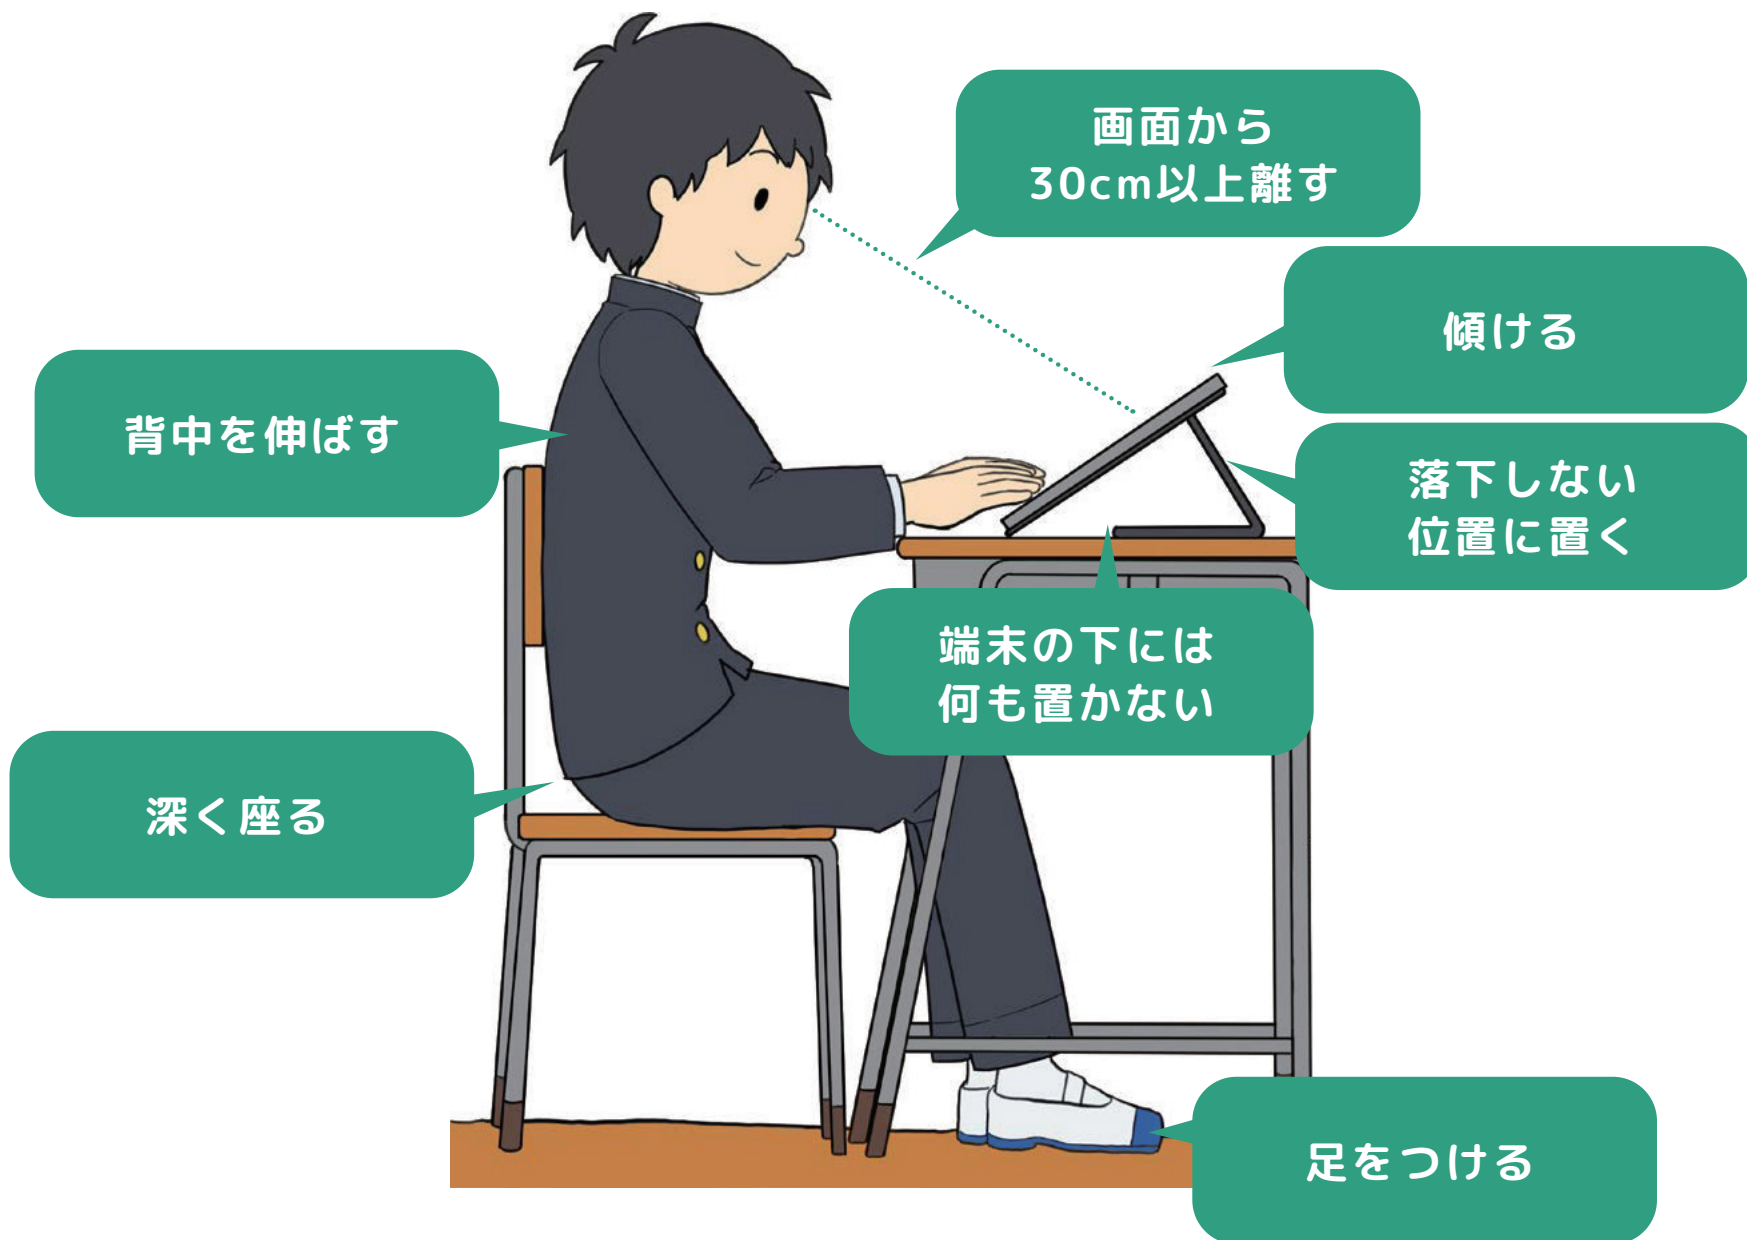 画面から
30cm以上離す
傾ける
背中を伸ばす
落下しない
位置に置く
端末の下には
何も置かない
深く座る
足をつける